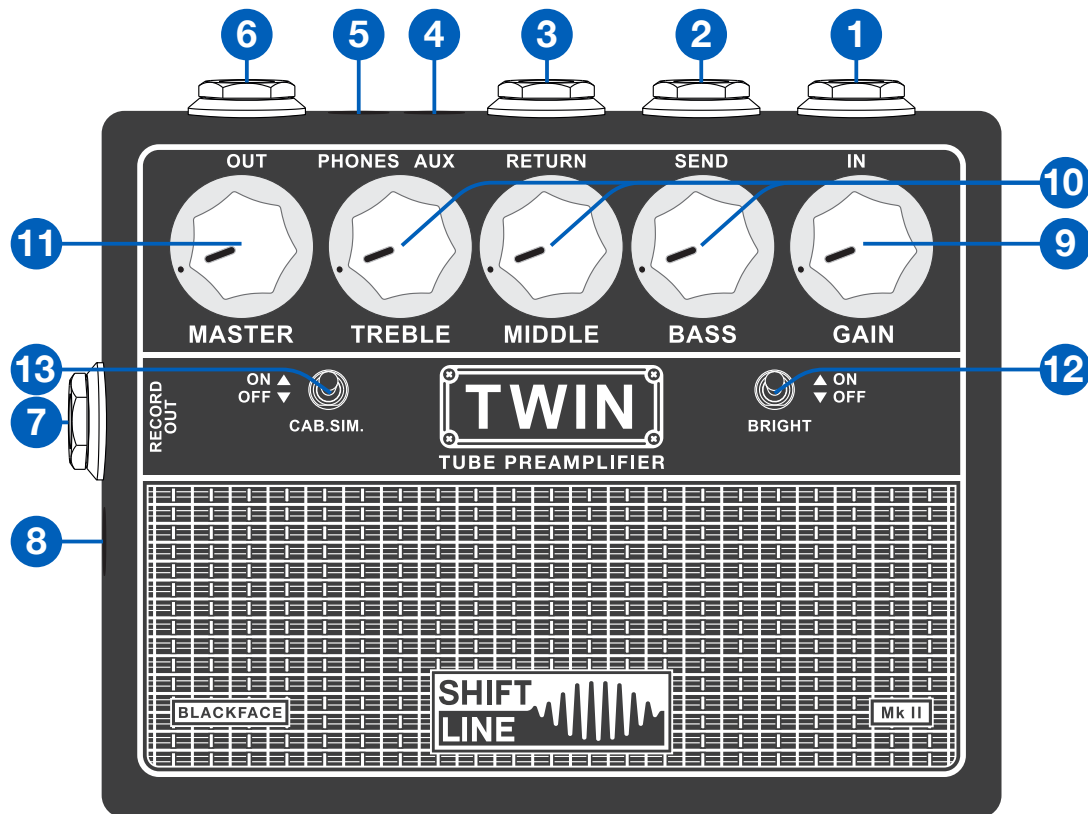 6 5 4 3 2 1
OUT PHONES AUX RETURN SEND IN
10
11 9
MASTER TREBLE MIDDLE BASS GAIN
13 12
ON
OFF
CAB.SIM.
TWIN
ON
OFF
BRIGHT
7
RECORD
OUT
TUBE PREAMPLIFIER
8
BLACKFACE
SHIFT
LINE
Mk II